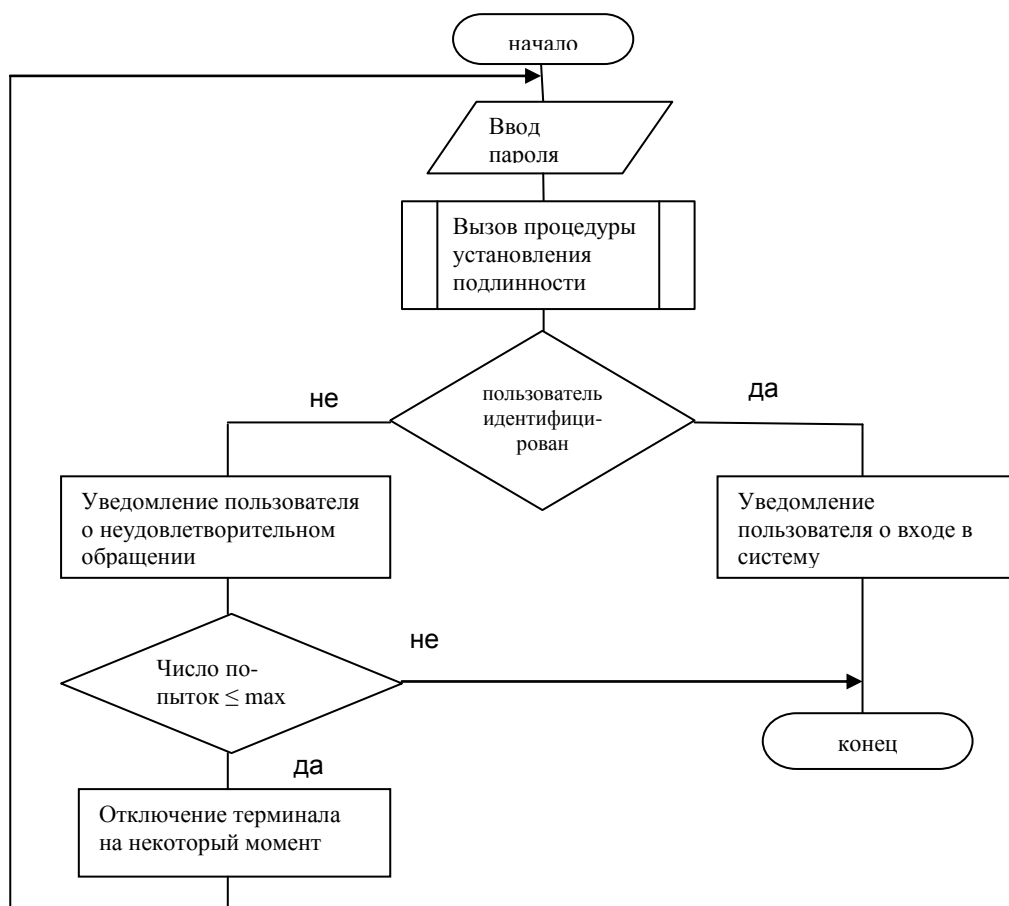 начало
Ввод
пароля
Вызов процедуры
установления
подлинности
пользователь
идентифици-
рован
не
да
Уведомление пользователя
о неудовлетворительном
обращении
Уведомление
пользователя о входе в
систему
Число по-
пыток ≤ max
не
да
конец
Отключение терминала
на некоторый момент